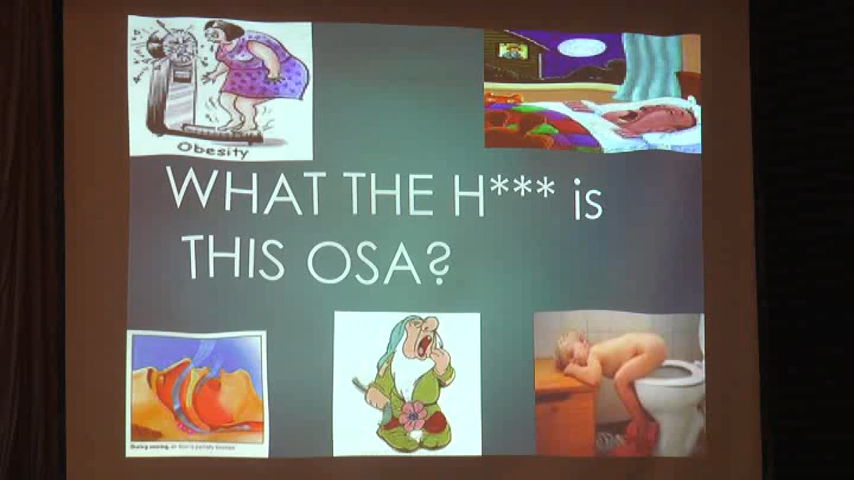 Obesity
WHAT THE H*** is
THIS OSA?
During snoring, air flow is partially blocked